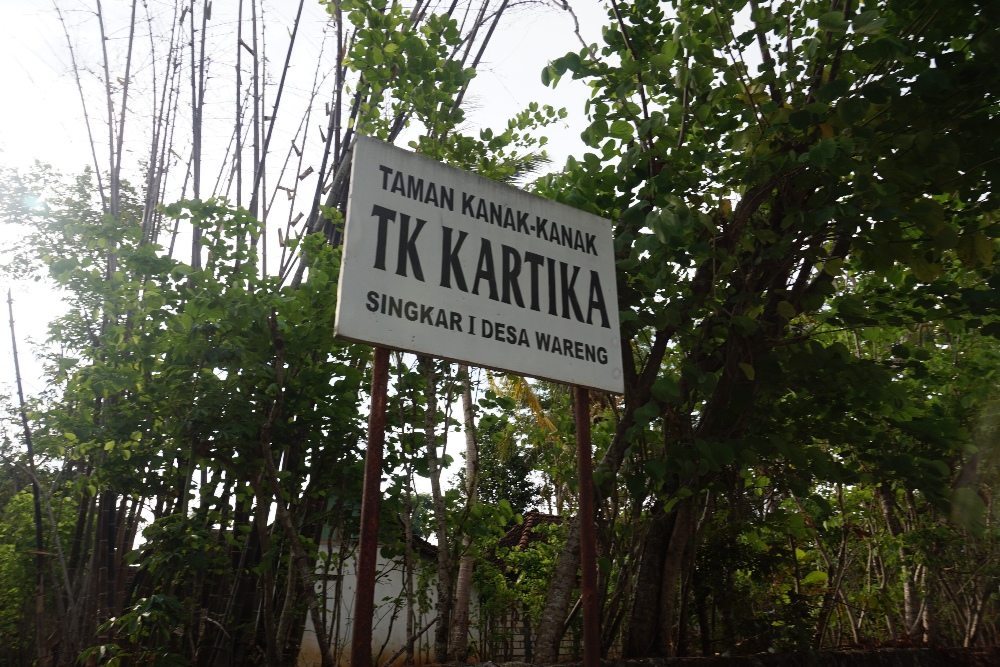 TAMAN KANAK-KANAK
TK KARTIKA
SINGKAR I DESA WARENG